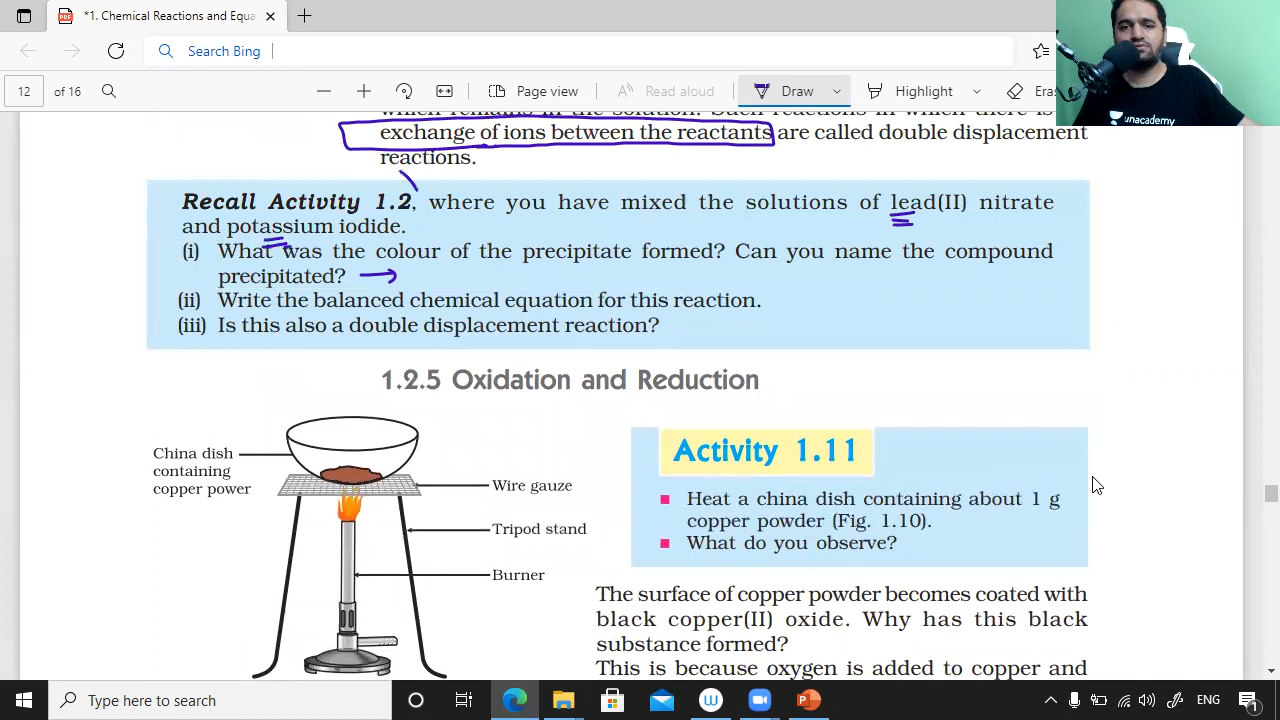 *1. Chemical Reactions and Equa
Search Bing
12 of 16
Page view
Read aloud
Draw
Highlight
unacademy
exchange of ions between the reactants are called double displacement
reactions.
Recall Activity 1.2, where you have mixed the solutions of lead(II) nitrate
and potassium iodide.
(i) What was the colour of the precipitate formed? Can you name the compound
precipitated?
(ii) Write the balanced chemical equation for this reaction.
(iii) Is this also a double displacement reaction?
1.2.5 Oxidation and Reduction
China dish
containing
copper power
Wire gauze
Tripod stand
Burner
Activity 1.11
Heat a china dish containing about 1 g
copper powder (Fig. 1.10).
What do you observe?
The surface of copper powder becomes coated with
black copper(II) oxide. Why has this black
substance formed?
This is because oxygen is added to copper and
Type here to search
ENG